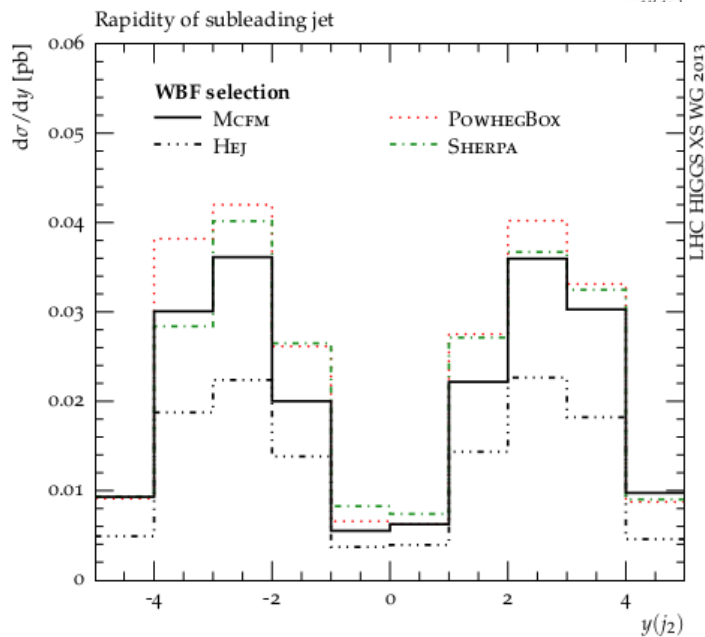 Rapidity of subleading jet
dσ/dy [pb]
0.06
0.05
0.04
0.03
0.02
0.01
0
WBF selection
MCFM
HEJ
POWHEGBOX
SHERPA
LHC HIGGS XS WG 2013
-4 -2 0 2 4
y(j₂)